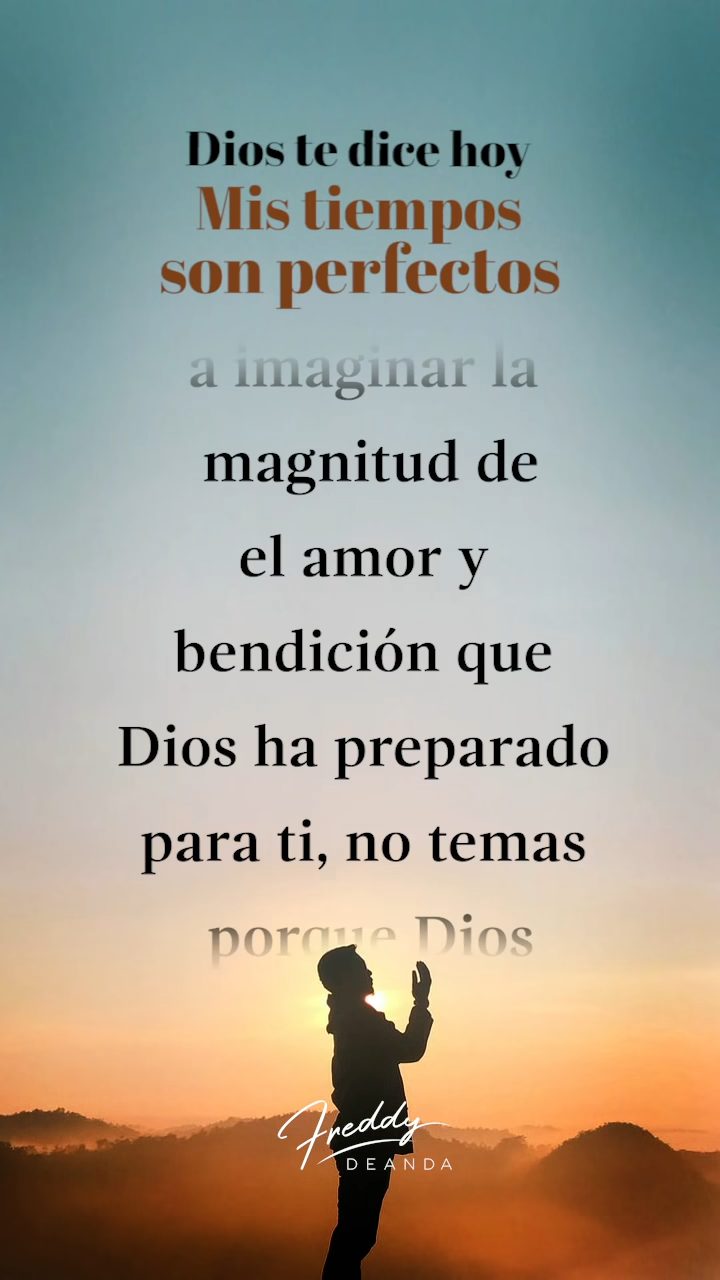 Dios te dice hoy
Mis tiempos
son perfectos
a imaginar la
magnitud de
el amor y
bendición que
Dios ha preparado
para ti, no temas
porque Dios
Freddy
DEANDA